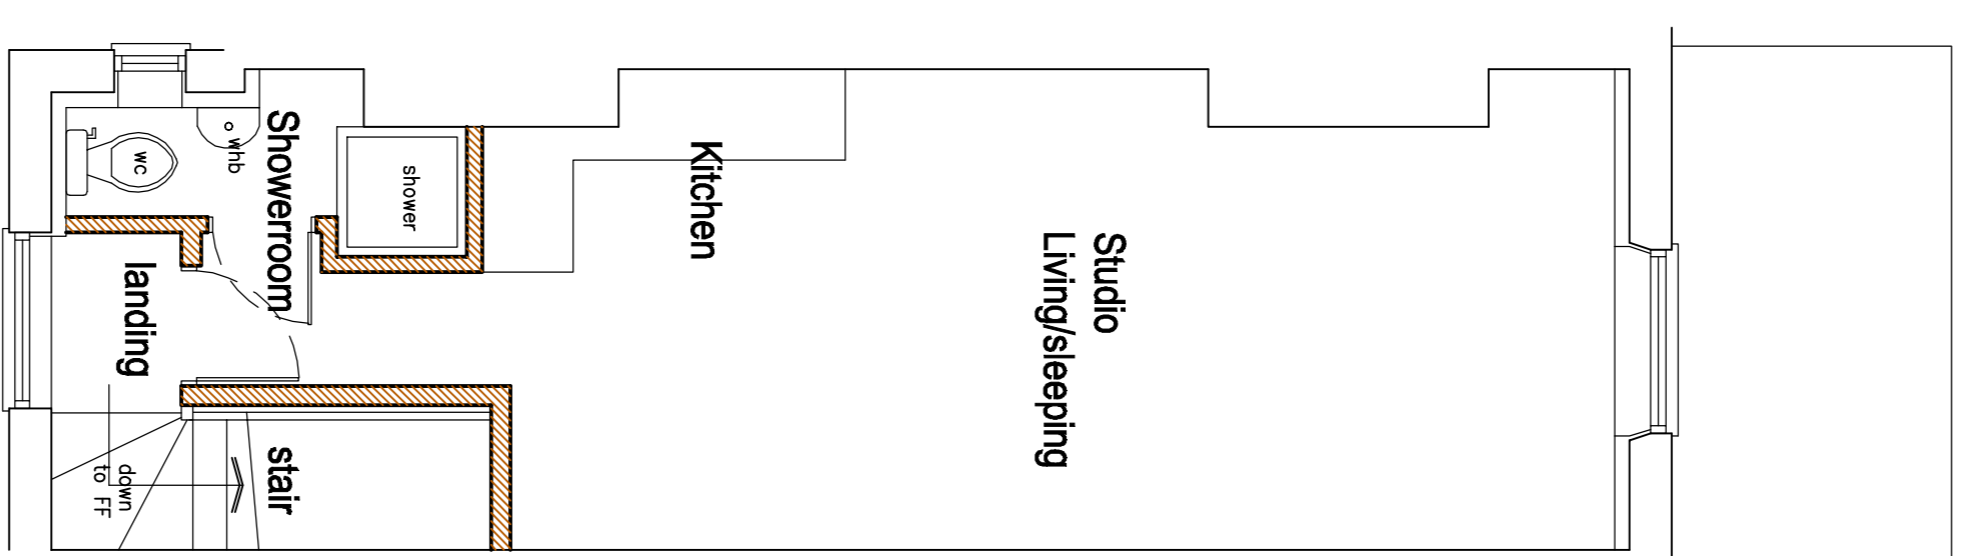 Showerroom
wc
whb
shower
Kitchen
Studio
Living/sleeping
landing
stair
down
to FF